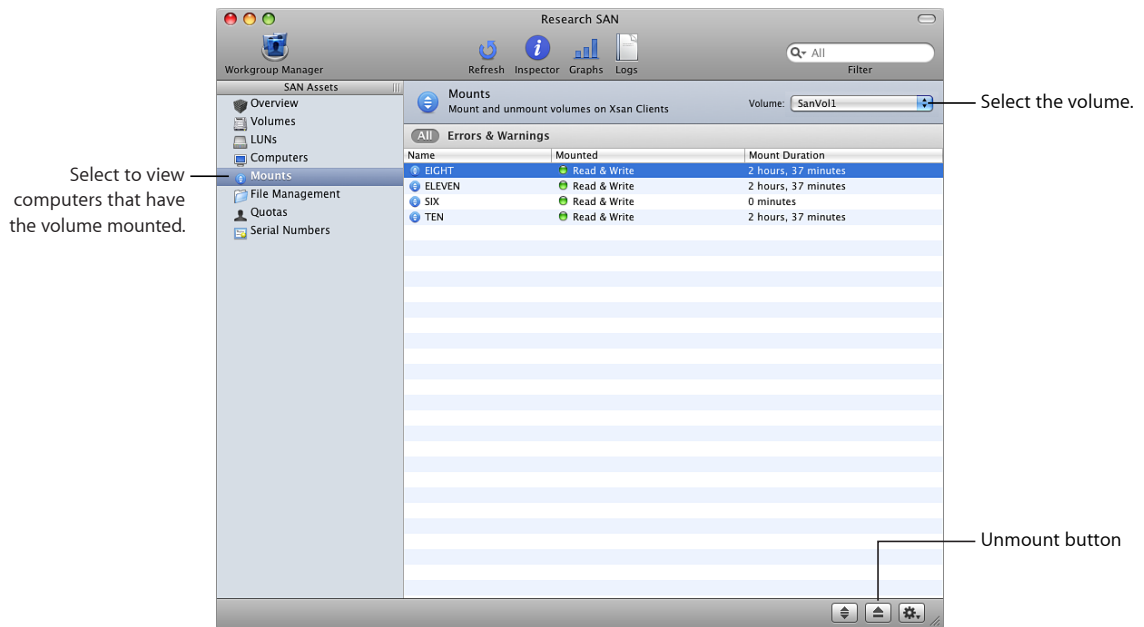 Research SAN
Workgroup Manager
Refresh
Inspector
Graphs
Logs
All
Filter
SAN Assets
Overview
Volumes
LUNs
Computers
Mounts
File Management
Quotas
Serial Numbers
Mounts
Mount and unmount volumes on Xsan Clients
Volume: SanVol1
All Errors & Warnings
Name Mounted Mount Duration
EIGHT Read & Write 2 hours, 37 minutes
ELEVEN Read & Write 2 hours, 37 minutes
SIX Read & Write 0 minutes
TEN Read & Write 2 hours, 37 minutes
Select the volume.
Select to view
computers that have
the volume mounted.
Unmount button